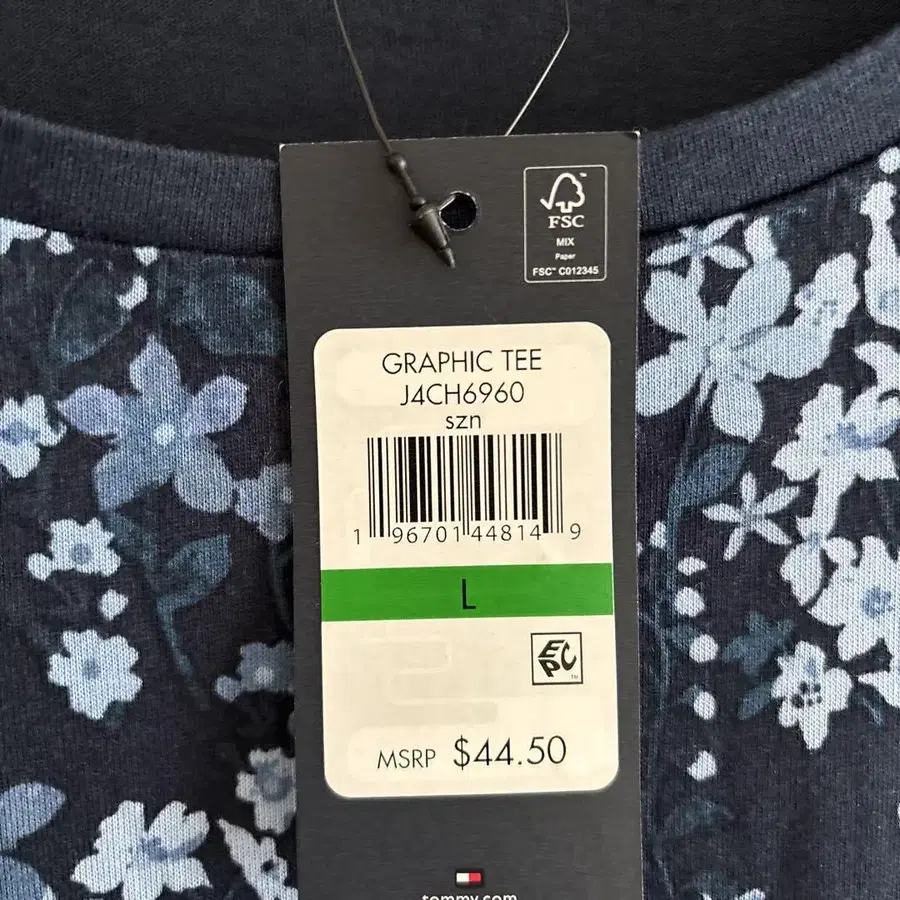 FSC
MIX
Paper
FSC™ C012345
GRAPHIC TEE
J4CH6960
szn
1 96701 44814 9
L
EPC
TM
MSRP $44.50
tommy.com